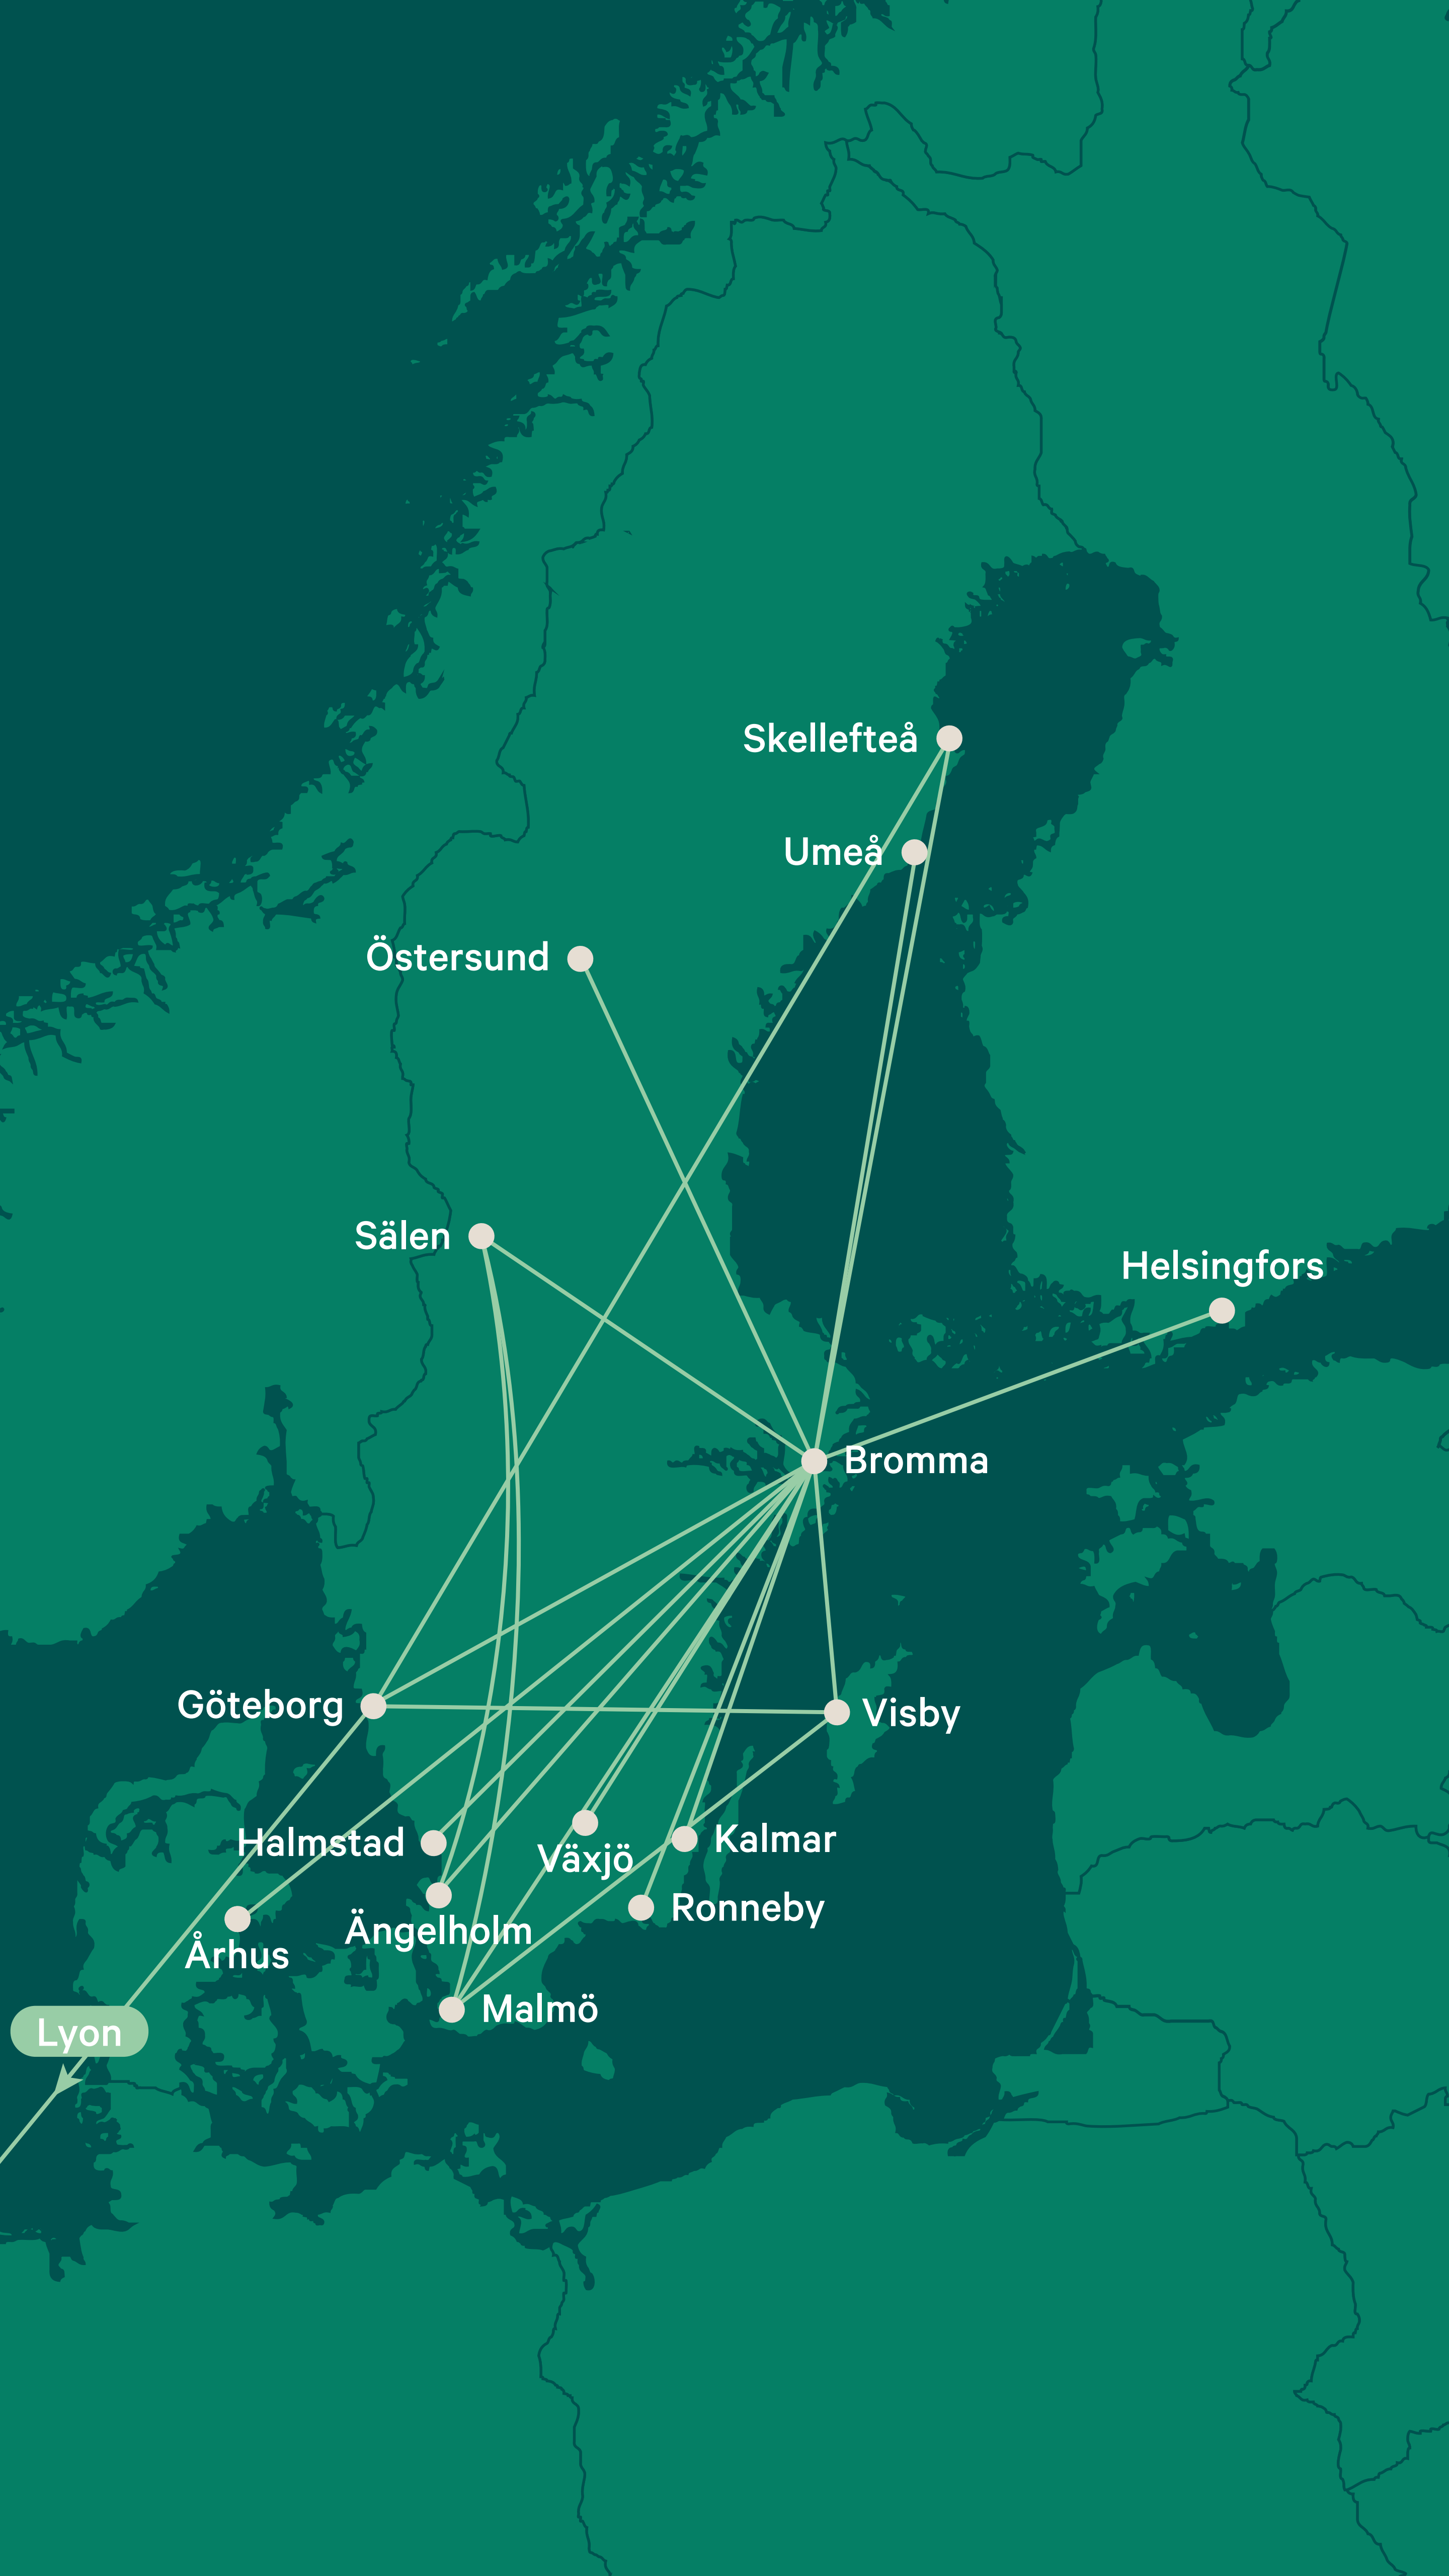 Skellefteå
Umeå
Östersund
Sälen
Helsingfors
Bromma
Göteborg
Visby
Halmstad
Växjö
Kalmar
Ängelholm
Ronneby
Århus
Malmö
Lyon